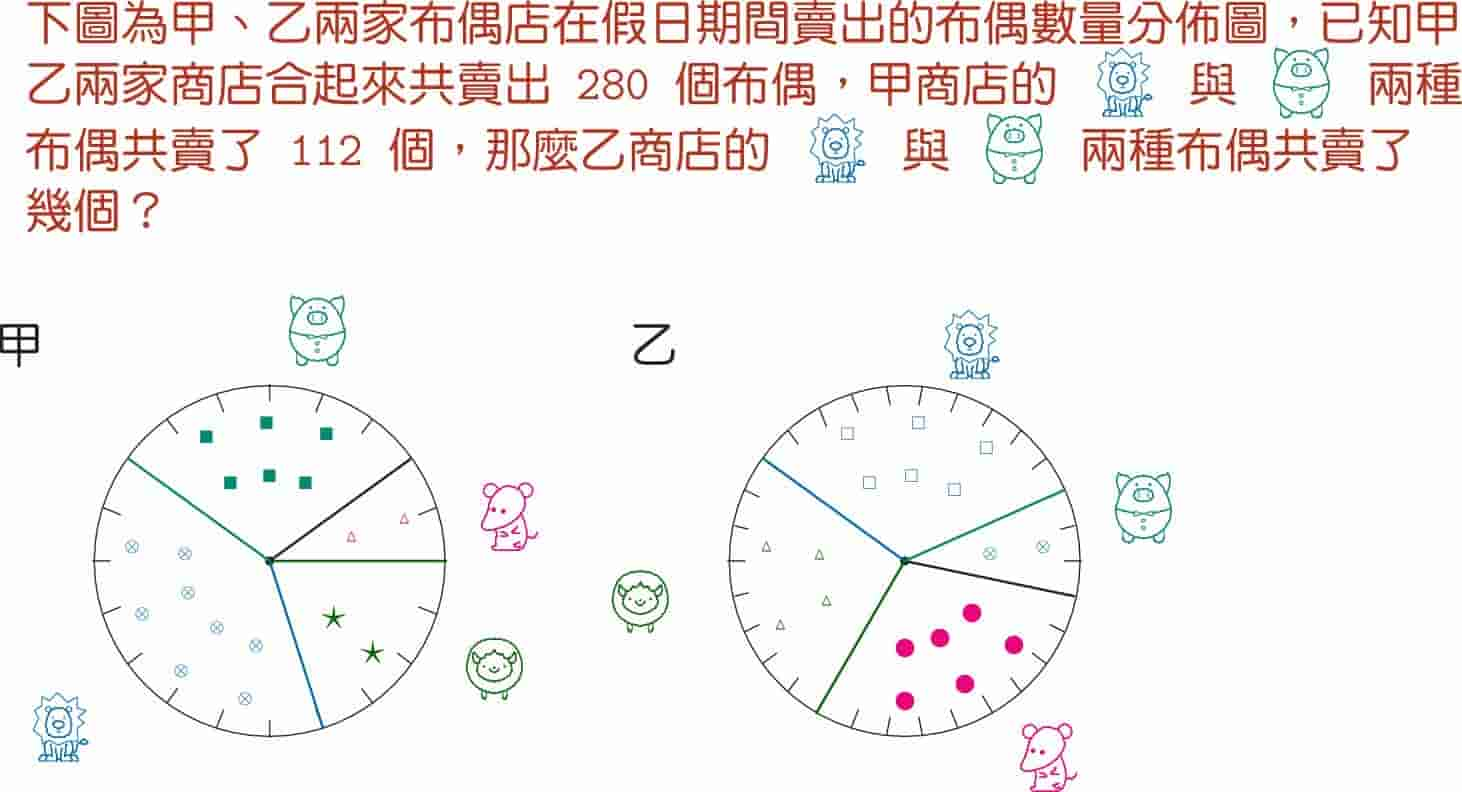 下圖為甲、乙兩家布偶店在假日期間賣出的布偶數量分佈圖，已知甲
乙兩家商店合起來共賣出 280 個布偶，甲商店的 與 兩種
布偶共賣了 112 個，那麼乙商店的 與 兩種布偶共賣了
幾個？
甲
乙